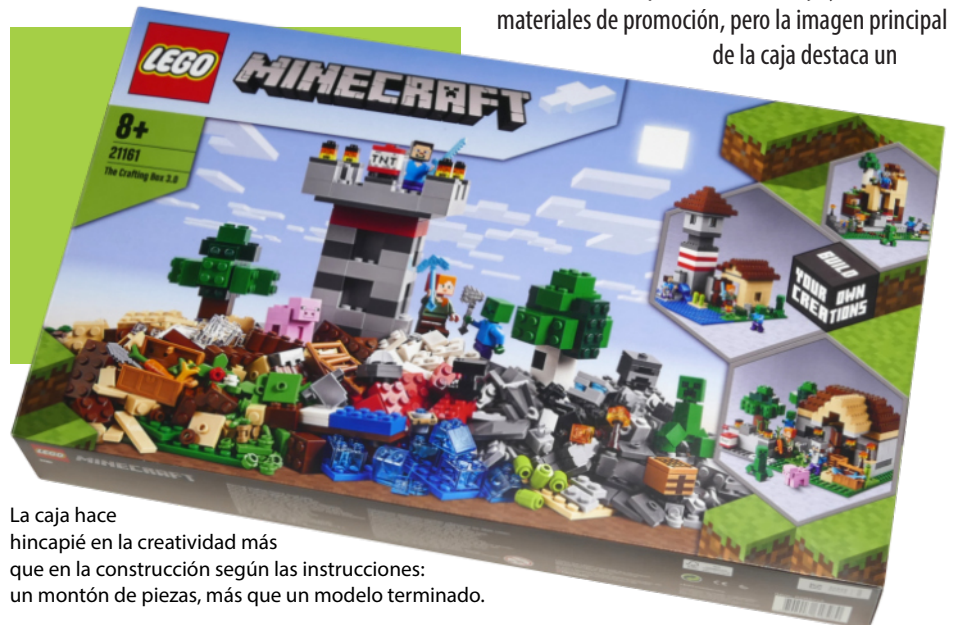 materiales de promoción, pero la imagen principal
de la caja destaca un
LEGO
MINECRAFT
8+
21161
The Crafting Box 3.0
TNT
BUILD
YOUR OWN
CREATIONS
LEGO
MINECRAFT
La caja hace
hincapié en la creatividad más
que en la construcción según las instrucciones:
un montón de piezas, más que un modelo terminado.